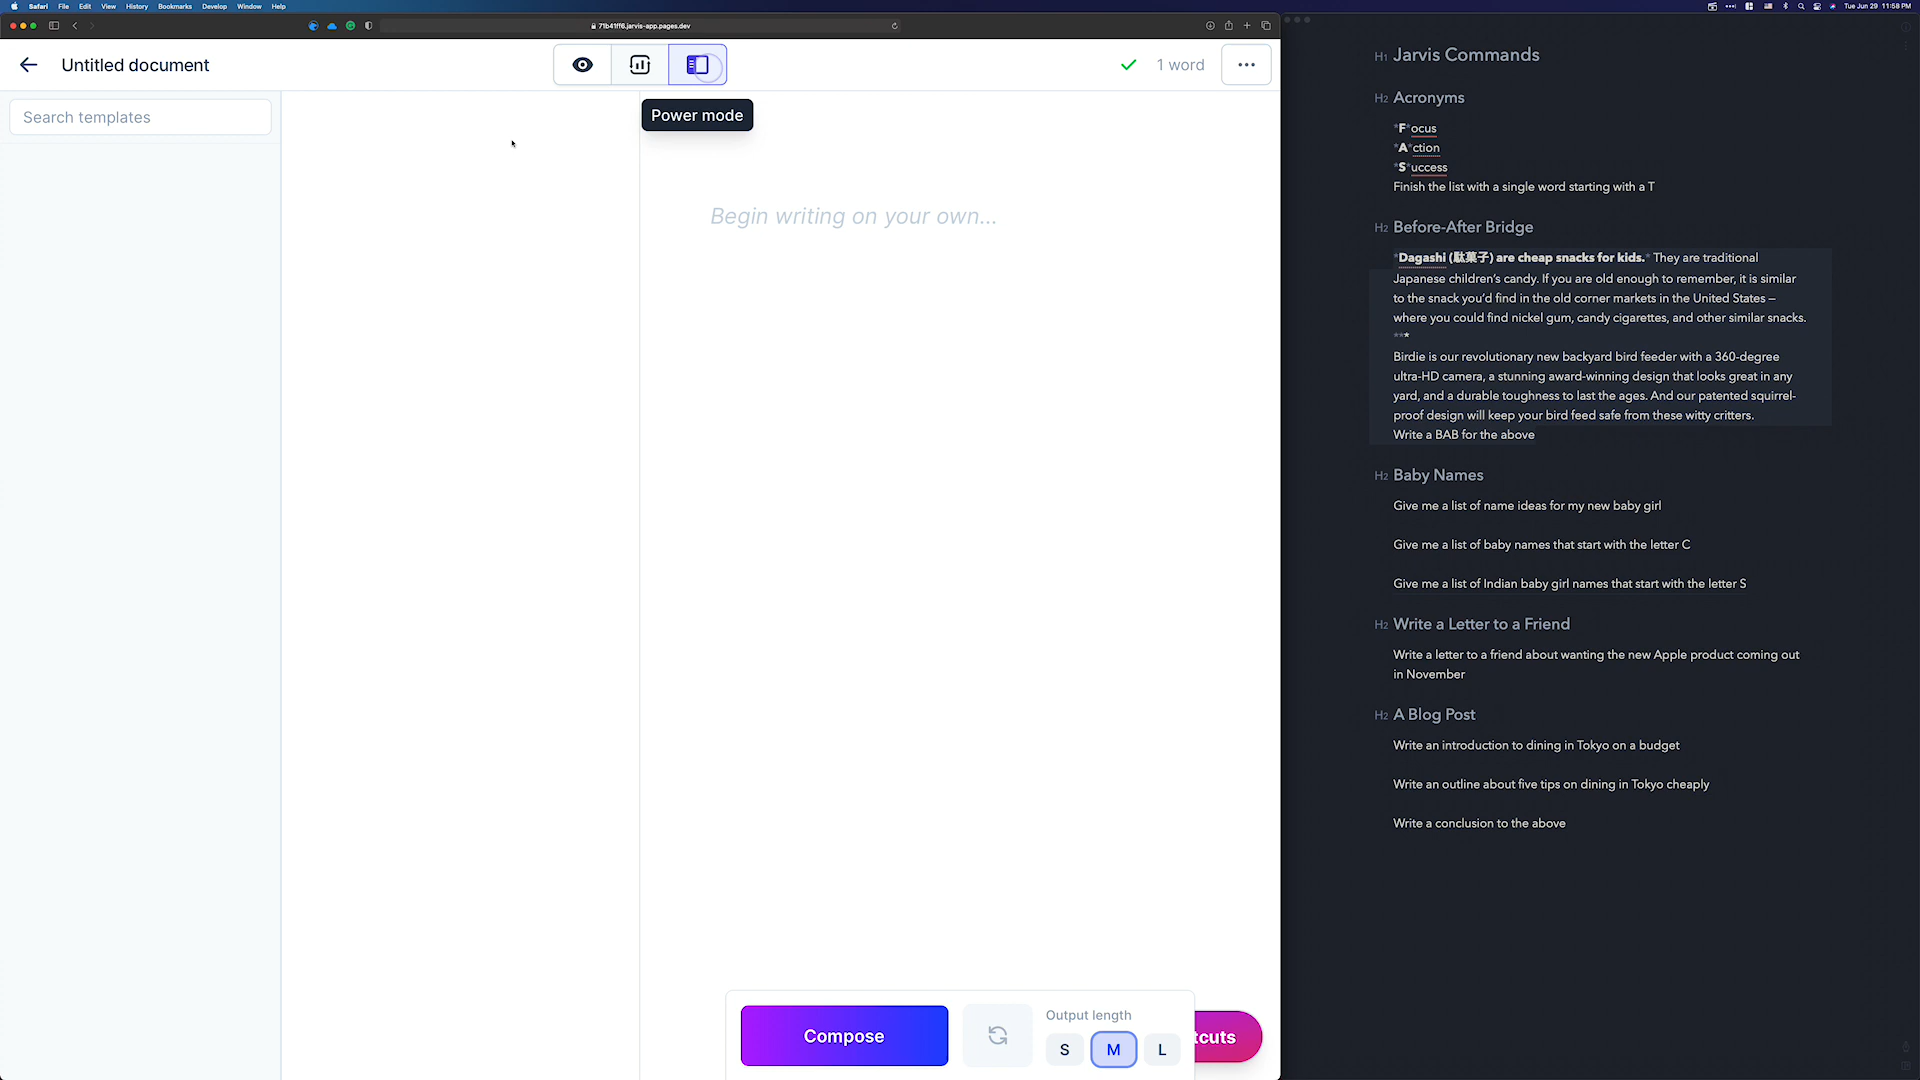 Safari File Edit View History Bookmarks Develop Window Help
Tue Jun 29 11:58 PM
71b41ff6.jarvis-app.pages.dev
Untitled document
1 word
Search templates
Power mode
Begin writing on your own...
Compose
Output length
S M L
tcuts
H1 Jarvis Commands
H2 Acronyms
*F*ocus
*A*ction
*S*uccess
Finish the list with a single word starting with a T
H2 Before-After Bridge
*Dagashi (駄菓子) are cheap snacks for kids.* They are traditional
Japanese children's candy. If you are old enough to remember, it is similar
to the snack you'd find in the old corner markets in the United States –
where you could find nickel gum, candy cigarettes, and other similar snacks.
***
Birdie is our revolutionary new backyard bird feeder with a 360-degree
ultra-HD camera, a stunning award-winning design that looks great in any
yard, and a durable toughness to last the ages. And our patented squirrel-
proof design will keep your bird feed safe from these witty critters.
Write a BAB for the above
H2 Baby Names
Give me a list of name ideas for my new baby girl
Give me a list of baby names that start with the letter C
Give me a list of Indian baby girl names that start with the letter S
H2 Write a Letter to a Friend
Write a letter to a friend about wanting the new Apple product coming out
in November
H2 A Blog Post
Write an introduction to dining in Tokyo on a budget
Write an outline about five tips on dining in Tokyo cheaply
Write a conclusion to the above